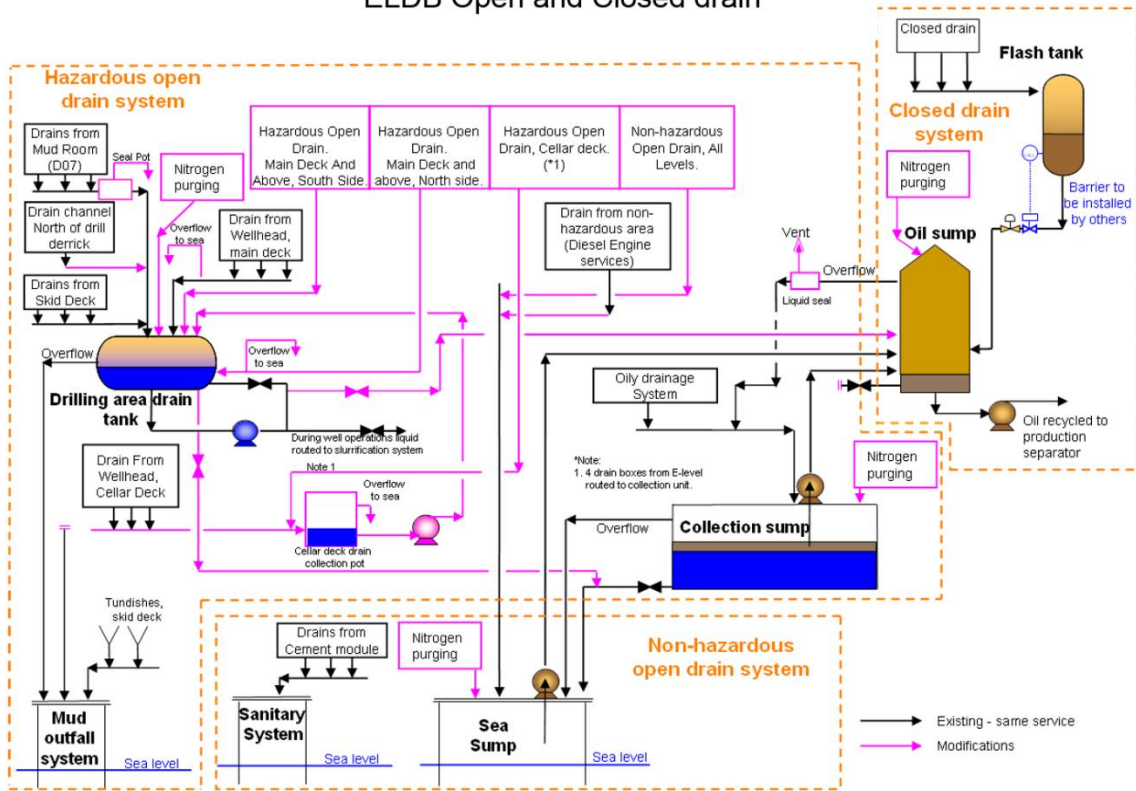 ELDB Open and Closed drain
Closed drain
Flash tank
Hazardous open
drain system
Closed drain
system
Drains from
Mud Room
(D07)
Seal Pot
Nitrogen
purging
Hazardous Open
Drain.
Main Deck And
Above, South Side.
Hazardous Open
Drain.
Main Deck and
above, North side.
Hazardous Open
Drain, Cellar deck.
(*1)
Non-hazardous
Open Drain, All
Levels.
Nitrogen
purging
Barrier to
be installed
by others
Drain channel
North of drill
derrick
Overflow
to sea
Drain from
Wellhead,
main deck
Drain from non-
hazardous area
(Diesel Engine
services)
Vent
Oil sump
Overflow
Liquid seal
Drains from
Skid Deck
Overflow
Overflow
to sea
Drilling area drain
tank
Oily drainage
System
Oil recycled to
production
separator
During well operations liquid
routed to slurrification system
Drain From
Wellhead,
Cellar Deck
Note 1
Overflow
to sea
*Note:
1. 4 drain boxes from E-level
routed to collection unit.
Nitrogen
purging
Overflow
Collection sump
Cellar deck drain
collection pot
Tundishes,
skid deck
Drains from
Cement module
Nitrogen
purging
Non-hazardous
open drain system
Mud
outfall
system
Sanitary
System
Sea
Sump
Existing - same service
Modifications
Sea level
Sea level
Sea level